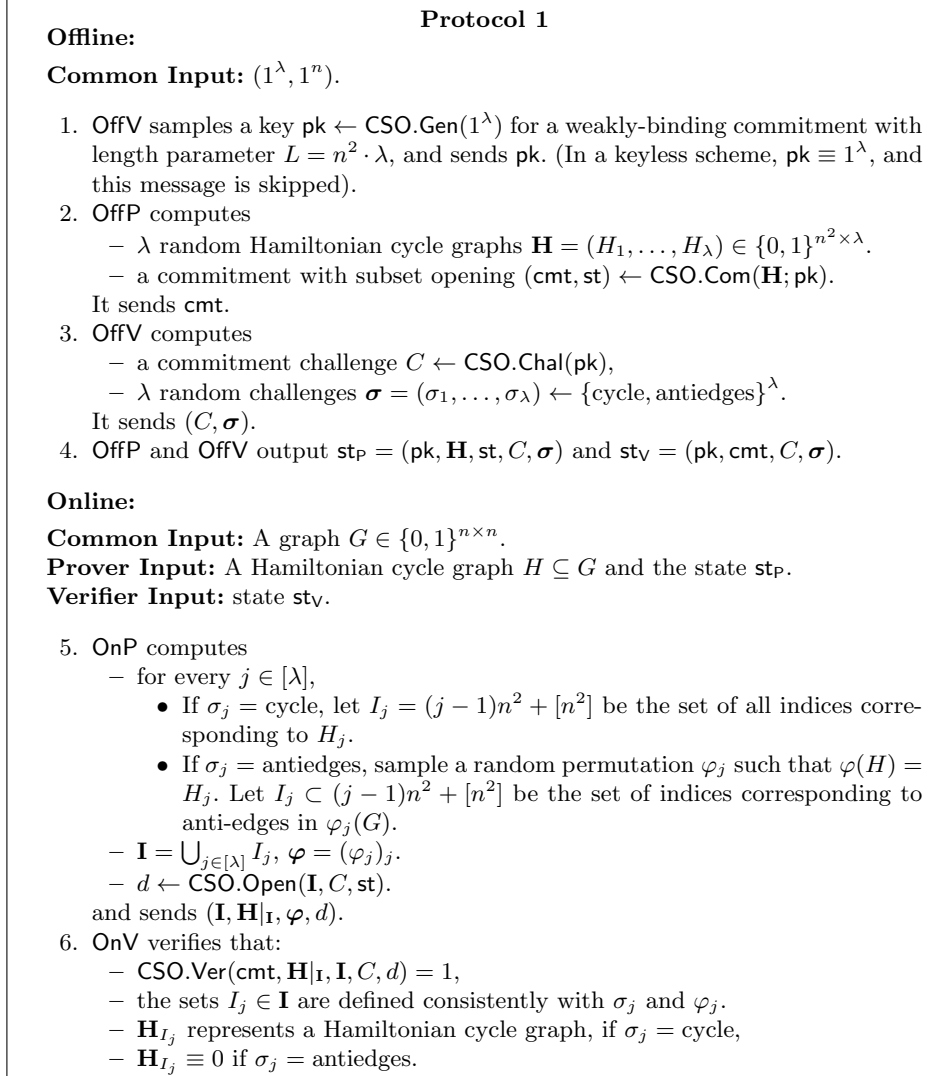 Protocol 1
Offline:
Common Input: (1^λ, 1^n).
1. OffV samples a key pk ← CSO.Gen(1^λ) for a weakly-binding commitment with
length parameter L = n^2 · λ, and sends pk. (In a keyless scheme, pk ≡ 1^λ, and
this message is skipped).
2. OffP computes
– λ random Hamiltonian cycle graphs H = (H_1, . . . , H_λ) ∈ {0, 1}^{n^2×λ}.
– a commitment with subset opening (cmt, st) ← CSO.Com(H; pk).
It sends cmt.
3. OffV computes
– a commitment challenge C ← CSO.Chal(pk),
– λ random challenges σ = (σ_1, . . . , σ_λ) ← {cycle, antiedges}^λ.
It sends (C, σ).
4. OffP and OffV output st_P = (pk, H, st, C, σ) and st_V = (pk, cmt, C, σ).
Online:
Common Input: A graph G ∈ {0, 1}^{n×n}.
Prover Input: A Hamiltonian cycle graph H ⊆ G and the state st_P.
Verifier Input: state st_V.
5. OnP computes
– for every j ∈ [λ],
• If σ_j = cycle, let I_j = (j − 1)n^2 + [n^2] be the set of all indices corre-
sponding to H_j.
• If σ_j = antiedges, sample a random permutation φ_j such that φ(H) =
H_j. Let I_j ⊂ (j − 1)n^2 + [n^2] be the set of indices corresponding to
anti-edges in φ_j(G).
– I = ⋃_{j∈[λ]} I_j, φ = (φ_j)_j.
– d ← CSO.Open(I, C, st).
and sends (I, H|_I, φ, d).
6. OnV verifies that:
– CSO.Ver(cmt, H|_I, I, C, d) = 1,
– the sets I_j ∈ I are defined consistently with σ_j and φ_j.
– H_{I_j} represents a Hamiltonian cycle graph, if σ_j = cycle,
– H_{I_j} ≡ 0 if σ_j = antiedges.